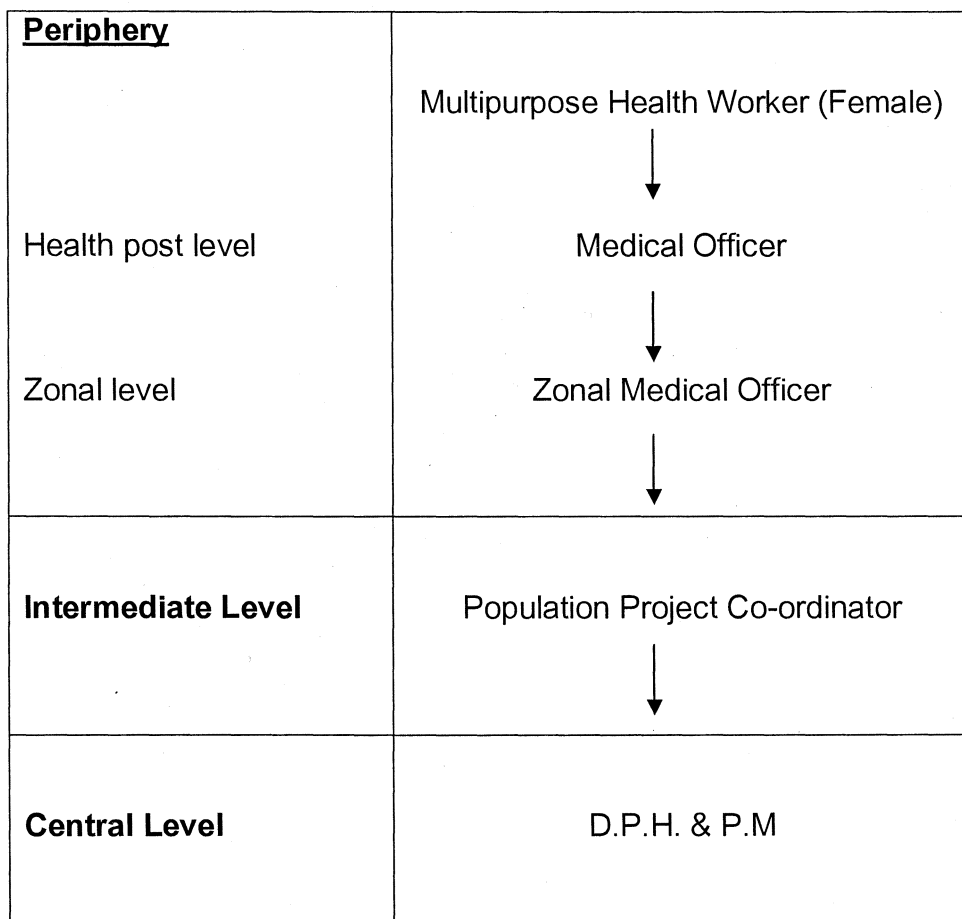 Periphery
Multipurpose Health Worker (Female)
Health post level
Medical Officer
Zonal level
Zonal Medical Officer
Intermediate Level
Population Project Co-ordinator
Central Level
D.P.H. & P.M